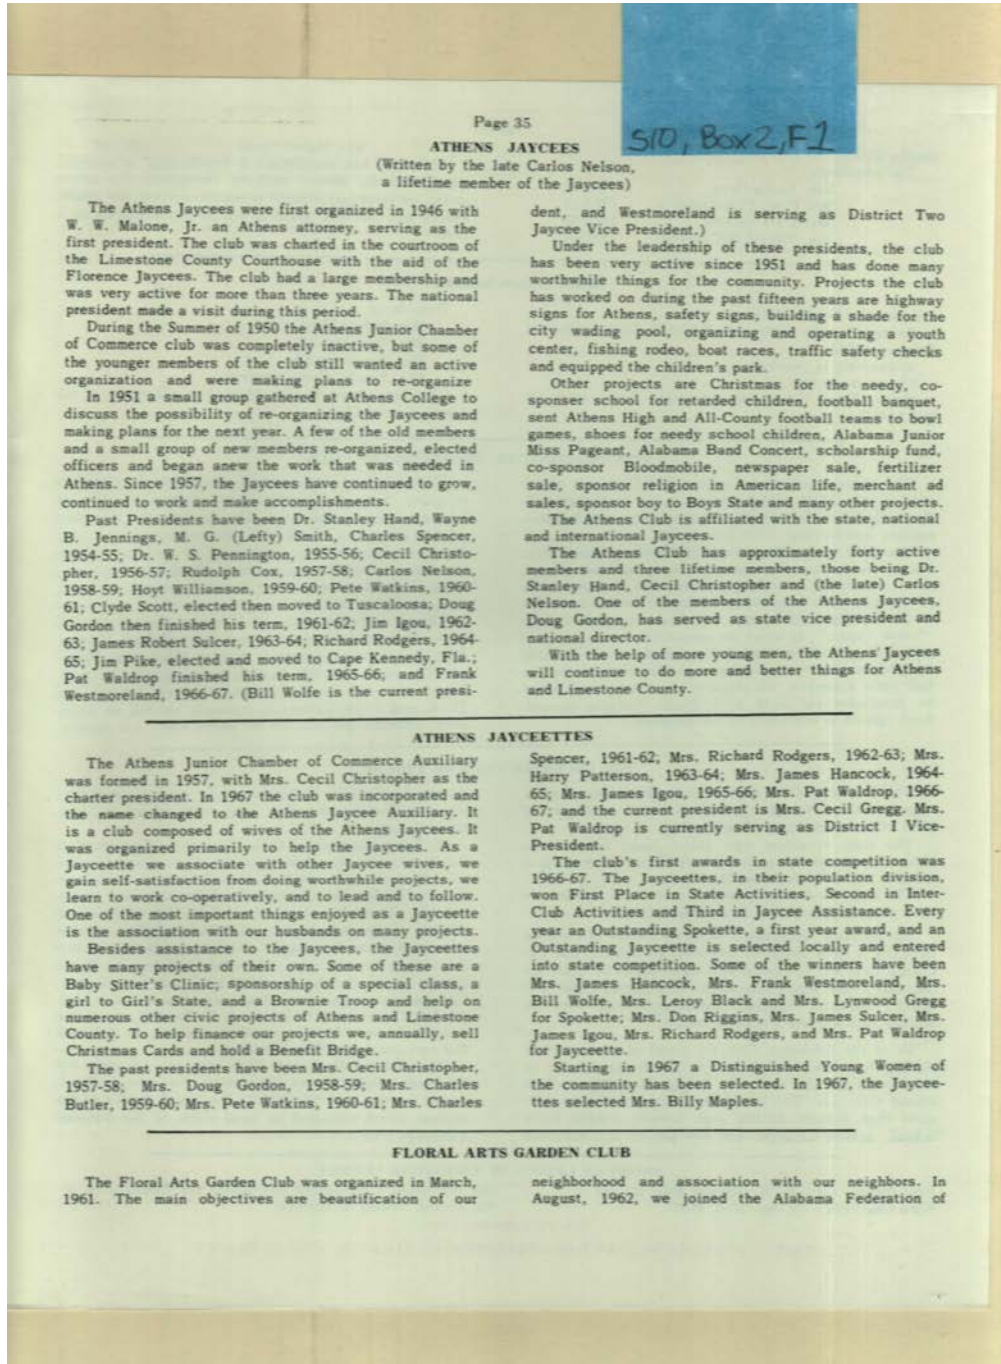 S10, Box 2, F1
Page 35
ATHENS JAYCEES
(Written by the late Carlos Nelson,
a lifetime member of the Jaycees)
The Athens Jaycees were first organized in 1946 with
W. W. Malone, Jr. an Athens attorney, serving as the
first president. The club was charted in the courtroom of
the Limestone County Courthouse with the aid of the
Florence Jaycees. The club had a large membership and
was very active for more than three years. The national
president made a visit during this period.
During the Summer of 1950 the Athens Junior Chamber
of Commerce club was completely inactive, but some of
the younger members of the club still wanted an active
organization and were making plans to re-organize
In 1951 a small group gathered at Athens College to
discuss the possibility of re-organizing the Jaycees and
making plans for the next year. A few of the old members
and a small group of new members re-organized, elected
officers and began anew the work that was needed in
Athens. Since 1957, the Jaycees have continued to grow,
continued to work and make accomplishments.
Past Presidents have been Dr. Stanley Hand, Wayne
B. Jennings, M. G. (Lefty) Smith, Charles Spencer,
1954-55; Dr. W. S. Pennington, 1955-56; Cecil Christo-
pher, 1956-57; Rudolph Cox, 1957-58; Carlos Nelson,
1958-59; Hoyt Williamson, 1959-60; Pete Watkins, 1960-
61; Clyde Scott, elected then moved to Tuscaloosa; Doug
Gordon then finished his term, 1961-62; Jim Igou, 1962-
63; James Robert Sulcer, 1963-64; Richard Rodgers, 1964-
65; Jim Pike, elected and moved to Cape Kennedy, Fla.;
Pat Waldrop finished his term, 1965-66; and Frank
Westmoreland, 1966-67. (Bill Wolfe is the current presi-
dent, and Westmoreland is serving as District Two
Jaycee Vice President.)
Under the leadership of these presidents, the club
has been very active since 1951 and has done many
worthwhile things for the community. Projects the club
has worked on during the past fifteen years are highway
signs for Athens, safety signs, building a shade for the
city wading pool, organizing and operating a youth
center, fishing rodeo, boat races, traffic safety checks
and equipped the children's park.
Other projects are Christmas for the needy, co-
sponser school for retarded children, football banquet,
sent Athens High and All-County football teams to bowl
games, shoes for needy school children, Alabama Junior
Miss Pageant, Alabama Band Concert, scholarship fund,
co-sponsor Bloodmobile, newspaper sale, fertilizer
sale, sponsor religion in American life, merchant ad
sales, sponsor boy to Boys State and many other projects.
The Athens Club is affiliated with the state, national
and international Jaycees.
The Athens Club has approximately forty active
members and three lifetime members, those being Dr.
Stanley Hand, Cecil Christopher and (the late) Carlos
Nelson. One of the members of the Athens Jaycees,
Doug Gordon, has served as state vice president and
national director.
With the help of more young men, the Athens Jaycees
will continue to do more and better things for Athens
and Limestone County.
ATHENS JAYCEETTES
The Athens Junior Chamber of Commerce Auxiliary
was formed in 1957, with Mrs. Cecil Christopher as the
charter president. In 1967 the club was incorporated and
the name changed to the Athens Jaycee Auxiliary. It
is a club composed of wives of the Athens Jaycees. It
was organized primarily to help the Jaycees. As a
Jayceette we associate with other Jaycee wives, we
gain self-satisfaction from doing worthwhile projects, we
learn to work co-operatively, and to lead and to follow.
One of the most important things enjoyed as a Jayceette
is the association with our husbands on many projects.
Besides assistance to the Jaycees, the Jayceettes
have many projects of their own. Some of these are a
Baby Sitter's Clinic; sponsorship of a special class, a
girl to Girl's State, and a Brownie Troop and help on
numerous other civic projects of Athens and Limestone
County. To help finance our projects we, annually, sell
Christmas Cards and hold a Benefit Bridge.
The past presidents have been Mrs. Cecil Christopher,
1957-58; Mrs. Doug Gordon, 1958-59; Mrs. Charles
Butler, 1959-60; Mrs. Pete Watkins, 1960-61; Mrs. Charles
Spencer, 1961-62; Mrs. Richard Rodgers, 1962-63; Mrs.
Harry Patterson, 1963-64; Mrs. James Hancock, 1964-
65; Mrs. James Igou, 1965-66; Mrs. Pat Waldrop, 1966-
67; and the current president is Mrs. Cecil Gregg. Mrs.
Pat Waldrop is currently serving as District I Vice-
President.
The club's first awards in state competition was
1966-67. The Jayceettes, in their population division,
won First Place in State Activities, Second in Inter-
Club Activities and Third in Jaycee Assistance. Every
year an Outstanding Spokette, a first year award, and an
Outstanding Jayceette is selected locally and entered
into state competition. Some of the winners have been
Mrs. James Hancock, Mrs. Frank Westmoreland, Mrs.
Bill Wolfe, Mrs. Leroy Black and Mrs. Lynwood Gregg
for Spokette; Mrs. Don Riggins, Mrs. James Sulcer, Mrs.
James Igou, Mrs. Richard Rodgers, and Mrs. Pat Waldrop
for Jayceette.
Starting in 1967 a Distinguished Young Women of
the community has been selected. In 1967, the Jaycee-
ttes selected Mrs. Billy Maples.
FLORAL ARTS GARDEN CLUB
The Floral Arts Garden Club was organized in March,
1961. The main objectives are beautification of our
neighborhood and association with our neighbors. In
August, 1962, we joined the Alabama Federation of